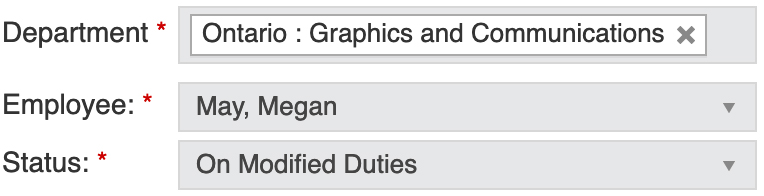 Department * Ontario : Graphics and Communications ✖
Employee: * May, Megan ▼
Status: * On Modified Duties ▼